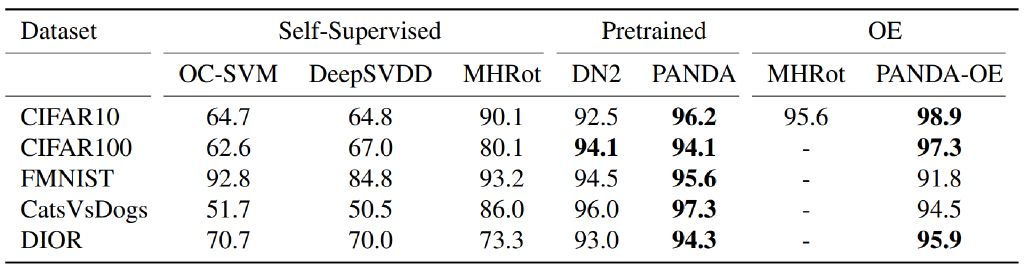 Dataset Self-Supervised Pretrained OE
OC-SVM DeepSVDD MHRot DN2 PANDA MHRot PANDA-OE
CIFAR10 64.7 64.8 90.1 92.5 96.2 95.6 98.9
CIFAR100 62.6 67.0 80.1 94.1 94.1 - 97.3
FMNIST 92.8 84.8 93.2 94.5 95.6 - 91.8
CatsVsDogs 51.7 50.5 86.0 96.0 97.3 - 94.5
DIOR 70.7 70.0 73.3 93.0 94.3 - 95.9